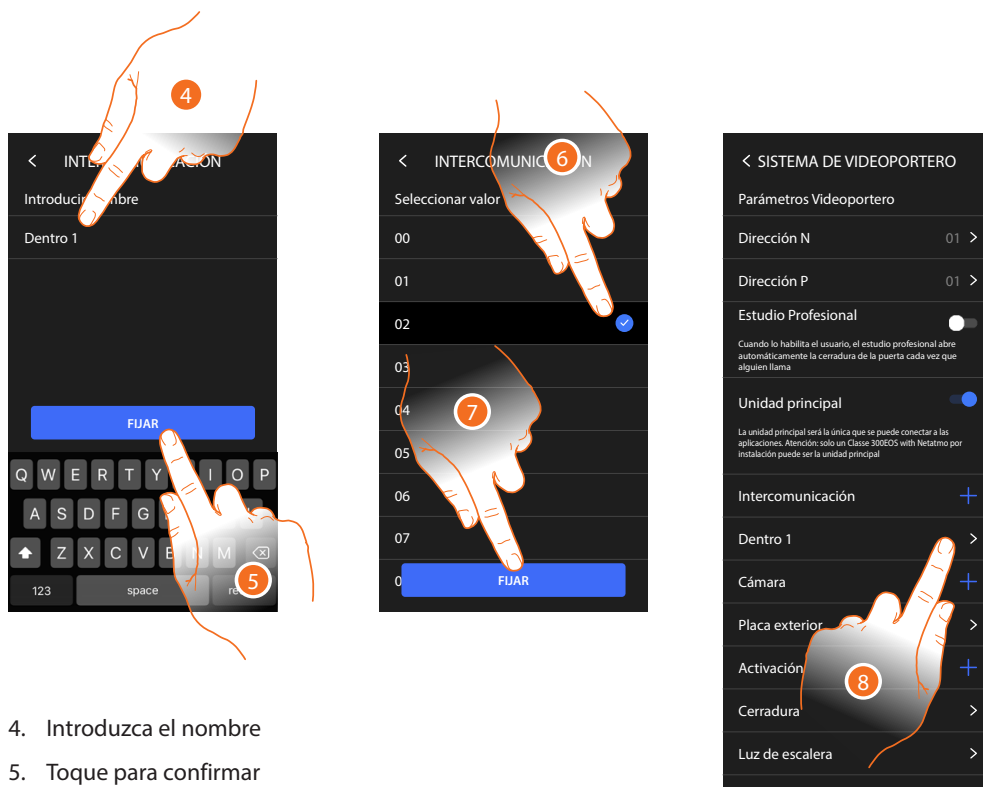 4
INTERCOMUNICACIÓN
Introducir nombre
Dentro 1
FIJAR
Q W E R T Y I O P
A S D F G
Z X C V B N M
123 space
5
4. Introduzca el nombre
5. Toque para confirmar
6
INTERCOMUNICACIÓN
Seleccionar valor
00
01
02
03
04
7
05
06
07
FIJAR
SISTEMA DE VIDEOPORTERO
Parámetros Videoportero
Dirección N 01
Dirección P 01
Estudio Profesional
Cuando lo habilita el usuario, el estudio profesional abre
automáticamente la cerradura de la puerta cada vez que
alguien llama
Unidad principal
La unidad principal será la única que se puede conectar a las
aplicaciones. Atención: solo un Classe 300EOS with Netatmo por
instalación puede ser la unidad principal
Intercomunicación
Dentro 1
Cámara
Placa exterior
Activación
8
Cerradura
Luz de escalera